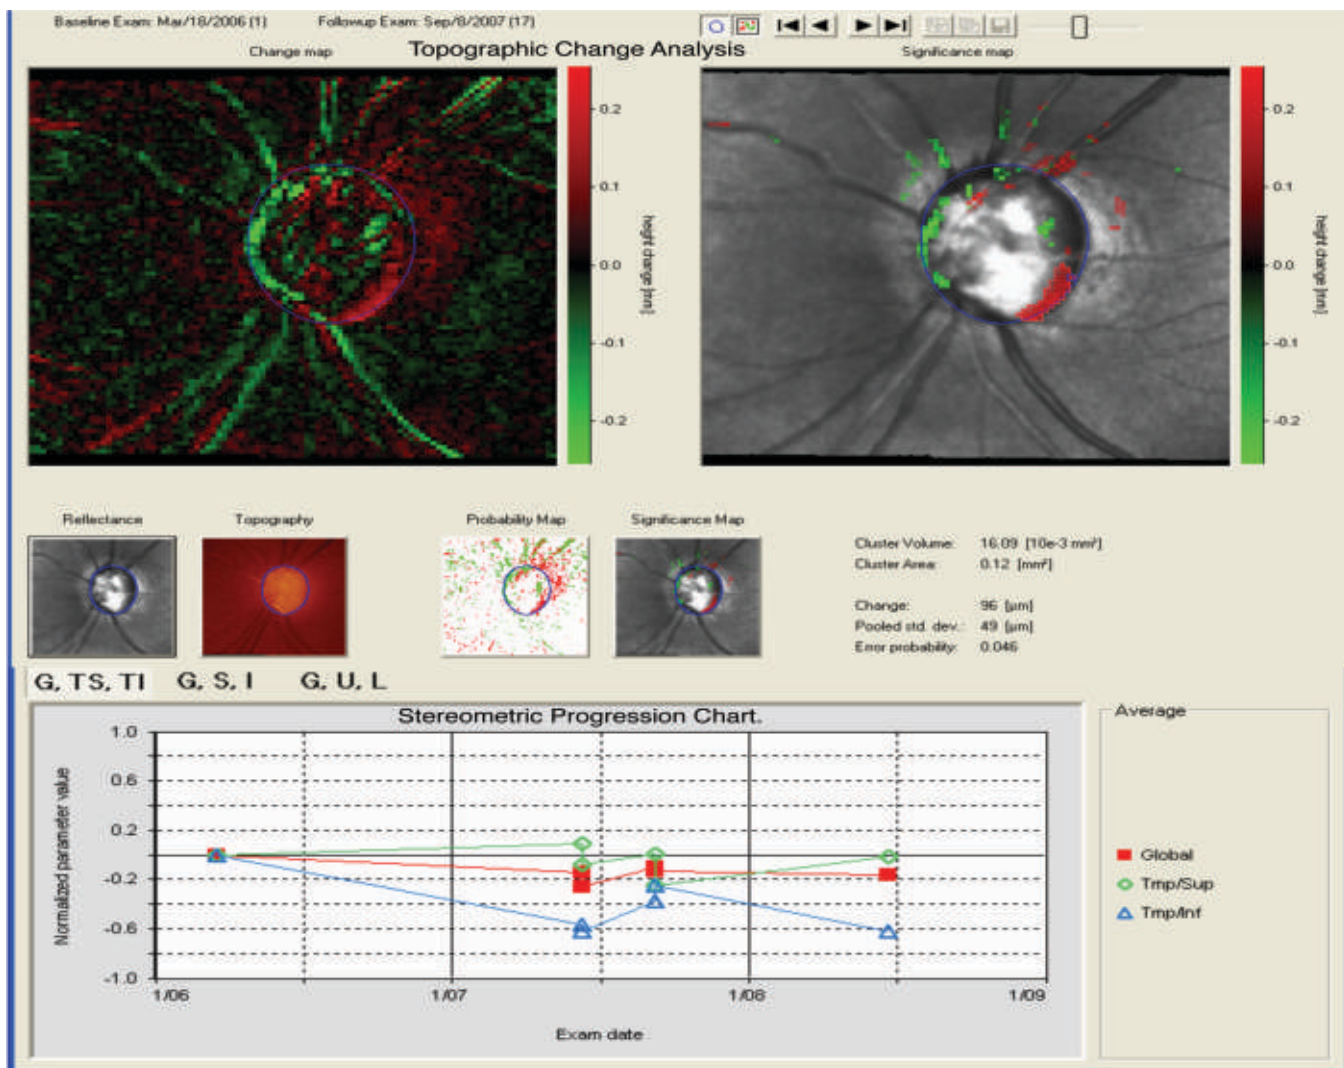 Baseline Exam: Mar/18/2006 (1) Followup Exam: Sep/8/2007 (17)
Change map Topographic Change Analysis Significance map
0.2
0.1
0.0
-0.1
-0.2
height change [mm]
0.2
0.1
0.0
-0.1
-0.2
height change [mm]
Reflectance Topography Probability Map Significance Map
Cluster Volume: 16.09 [10e-3 mm³]
Cluster Area: 0.12 [mm²]
Change: 96 [µm]
Pooled std. dev.: 49 [µm]
Error probability: 0.046
G, TS, TI G, S, I G, U, L
Stereometric Progression Chart.
Normalized parameter value
1.0
0.6
0.2
-0.2
-0.6
-1.0
1/06 1/07 1/08 1/09
Exam date
Average
Global
Tmp/Sup
Tmp/Inf